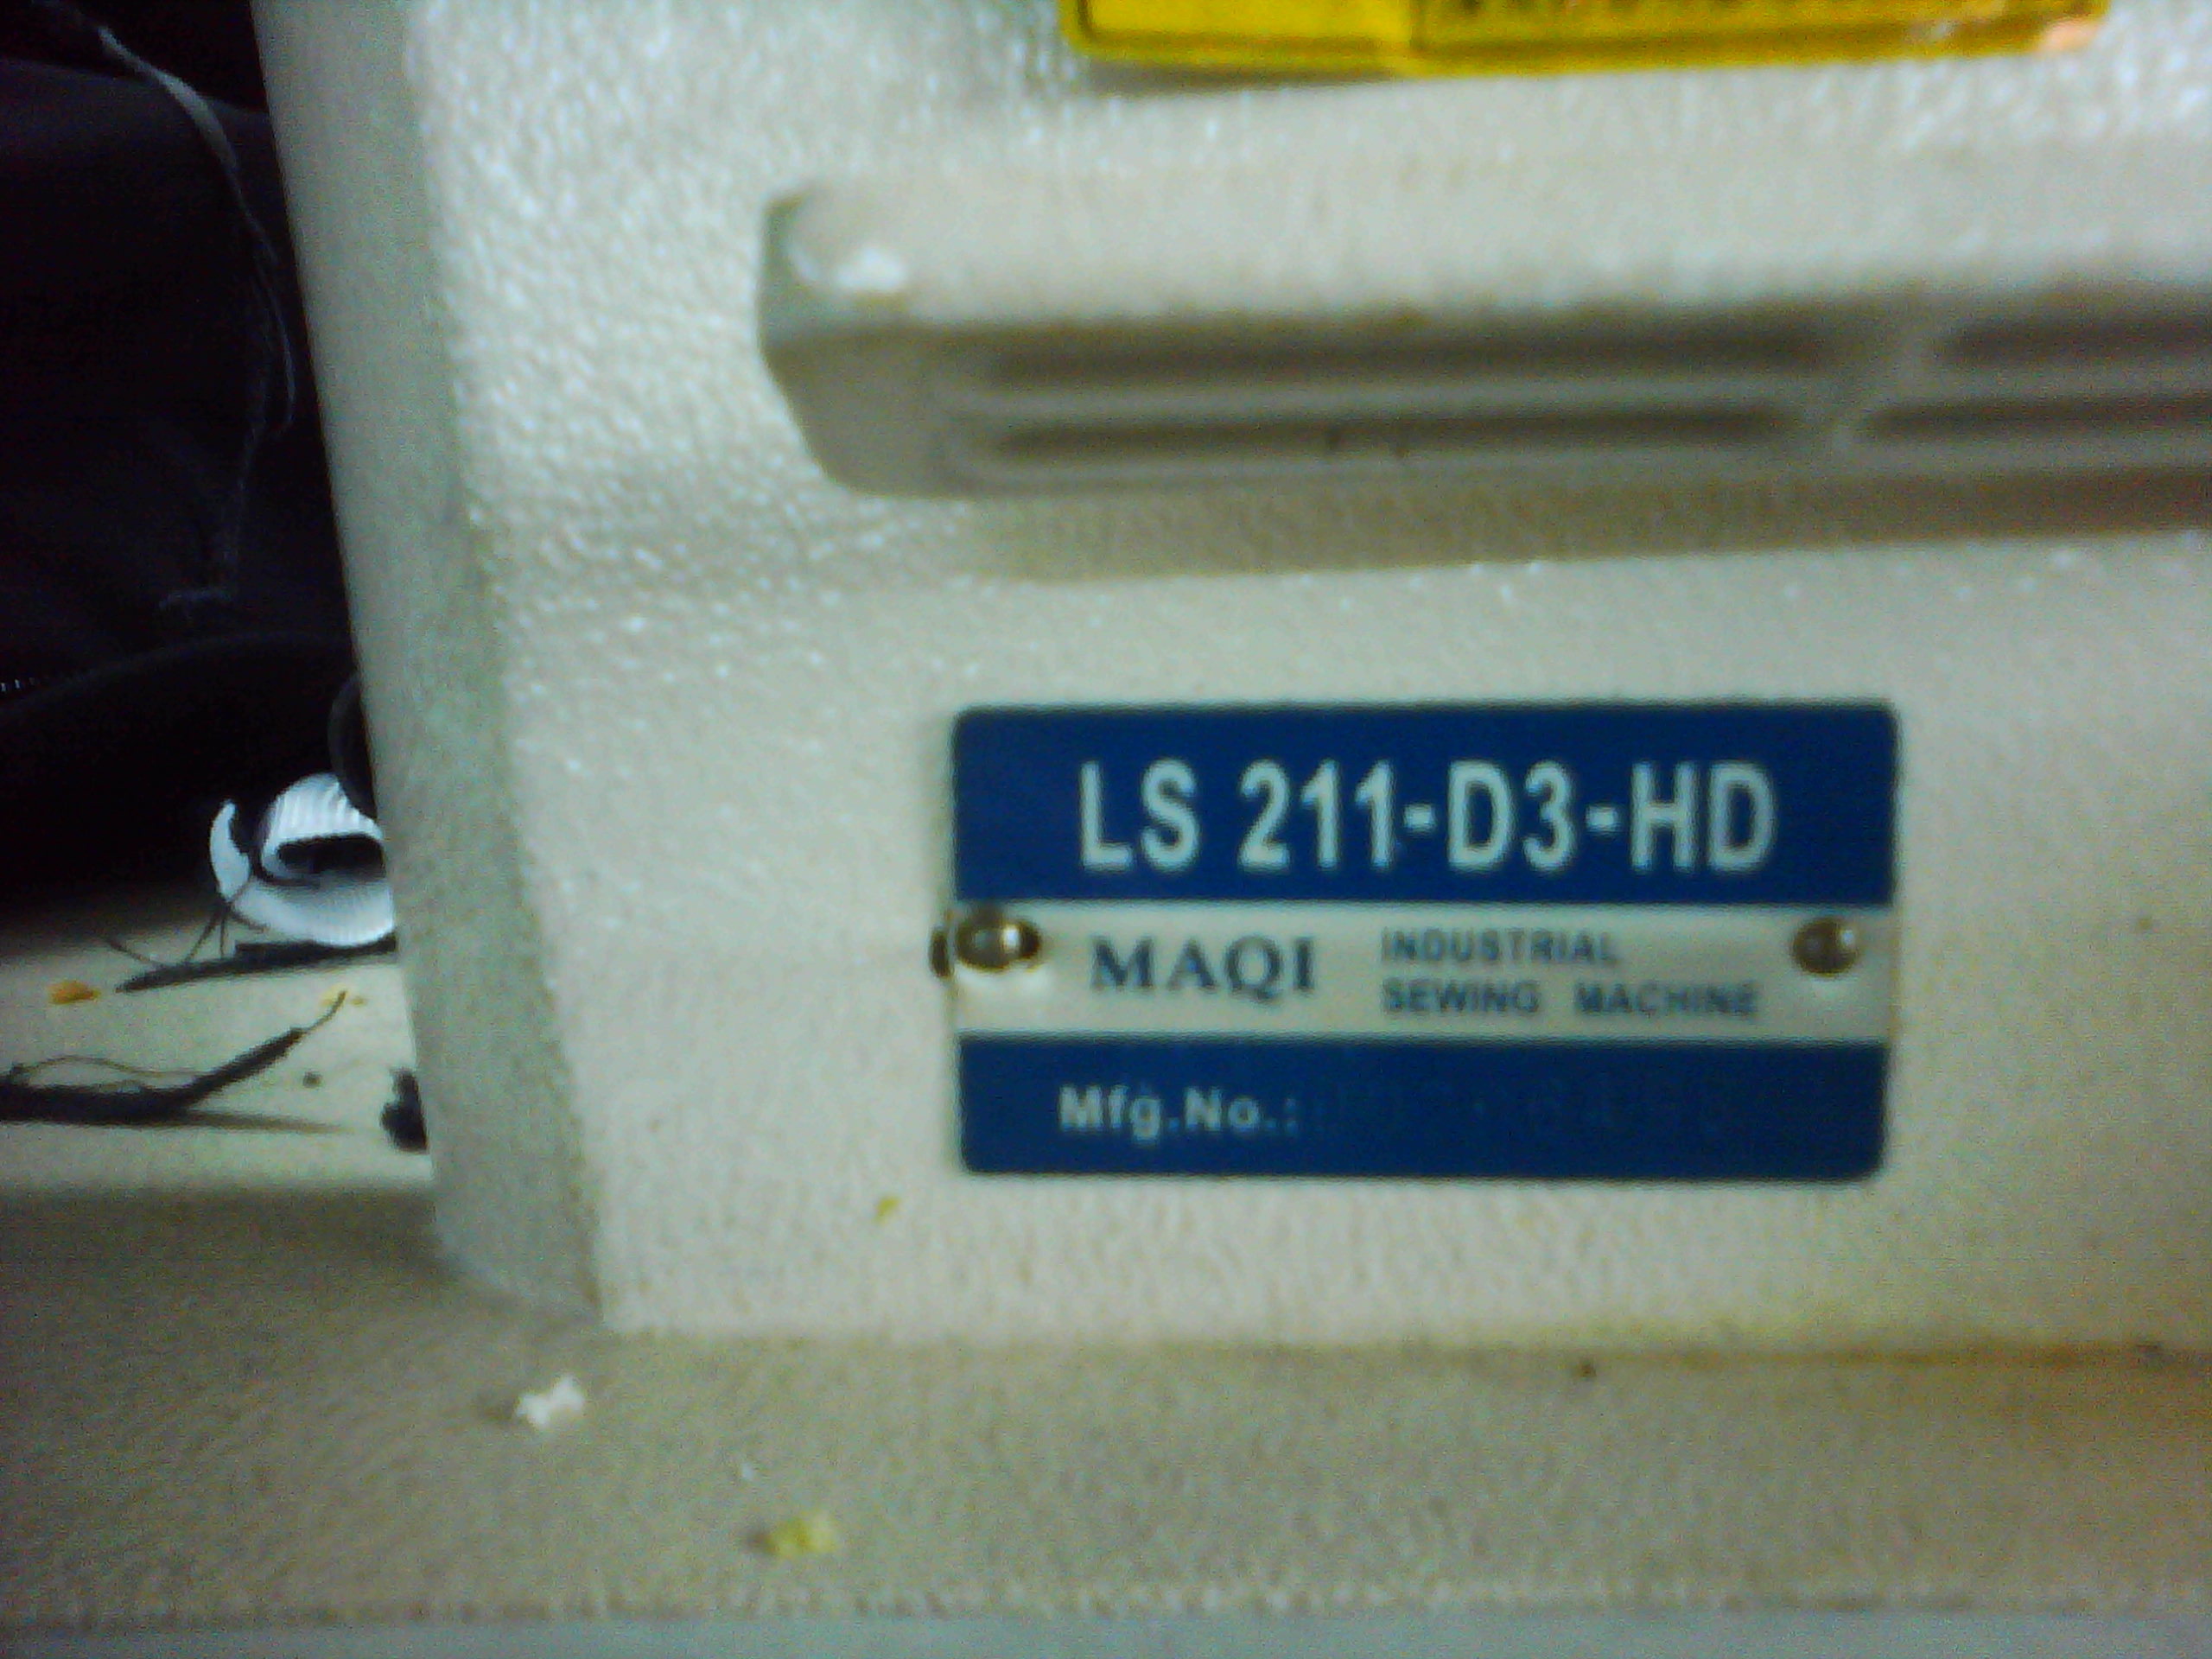 LS 211-D3-HD
MAQI INDUSTRIAL
SEWING MACHINE
Mfg.No.: